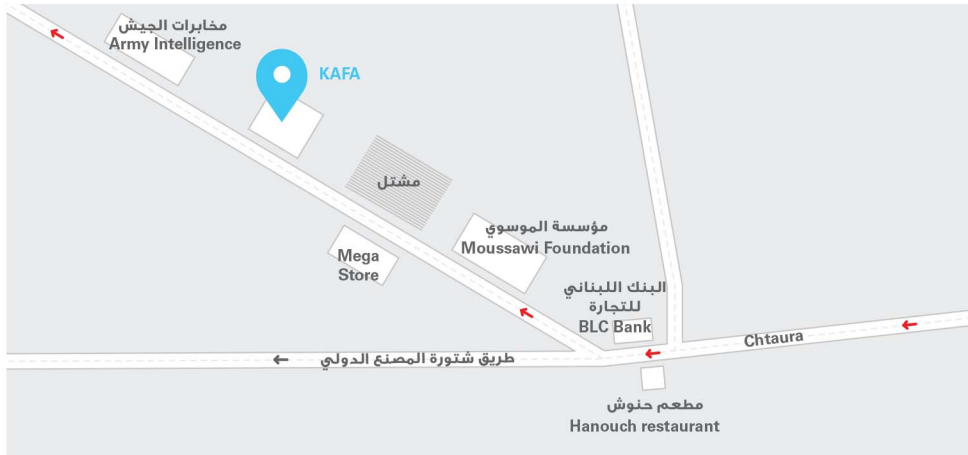 مخابرات الجيش
Army Intelligence
KAFA
مشتل
مؤسسة الموسوي
Moussawi Foundation
Mega
Store
البنك اللبناني
للتجارة
BLC Bank
Chtaura
طريق شتورة المصنع الدولي
مطعم حنوش
Hanouch restaurant